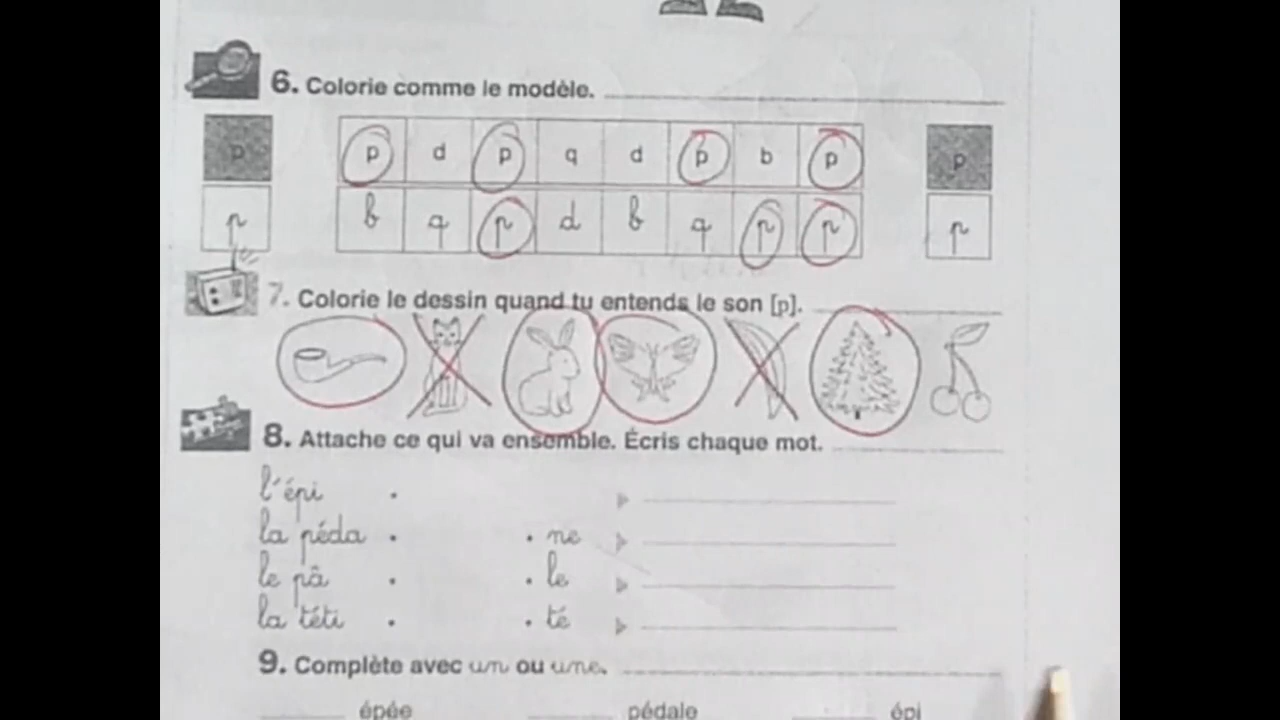 6. Colorie comme le modèle.
p p d p q d p b p p
p b q p d b q p p p
7. Colorie le dessin quand tu entends le son [p].
8. Attache ce qui va ensemble. Écris chaque mot.
l'épi
la péda ne
le pâ le
la téti té
9. Complète avec un ou une.
épée pédale épi